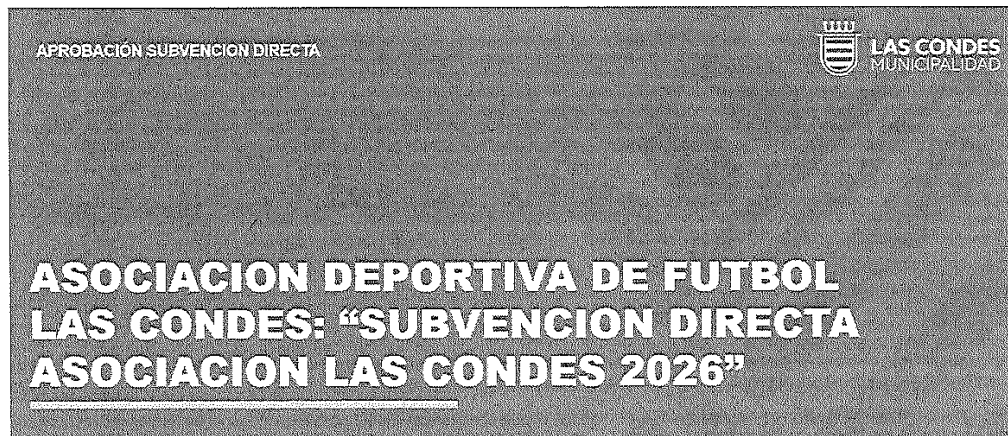 APROBACIÓN SUBVENCION DIRECTA
LAS CONDES
MUNICIPALIDAD
ASOCIACION DEPORTIVA DE FUTBOL
LAS CONDES: “SUBVENCION DIRECTA
ASOCIACION LAS CONDES 2026”